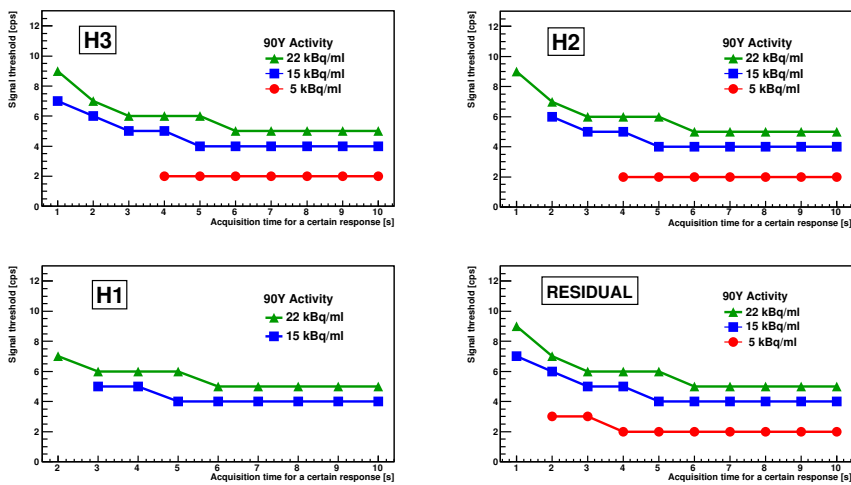 Signal threshold [cps]
12
10
8
6
4
2
0
H3
90Y Activity
22 kBq/ml
15 kBq/ml
5 kBq/ml
1 2 3 4 5 6 7 8 9 10
Acquisition time for a certain response [s]
Signal threshold [cps]
12
10
8
6
4
2
0
H2
90Y Activity
22 kBq/ml
15 kBq/ml
5 kBq/ml
1 2 3 4 5 6 7 8 9 10
Acquisition time for a certain response [s]
Signal threshold [cps]
12
10
8
6
4
2
0
H1
90Y Activity
22 kBq/ml
15 kBq/ml
2 3 4 5 6 7 8 9 10
Acquisition time for a certain response [s]
Signal threshold [cps]
12
10
8
6
4
2
0
RESIDUAL
90Y Activity
22 kBq/ml
15 kBq/ml
5 kBq/ml
1 2 3 4 5 6 7 8 9 10
Acquisition time for a certain response [s]